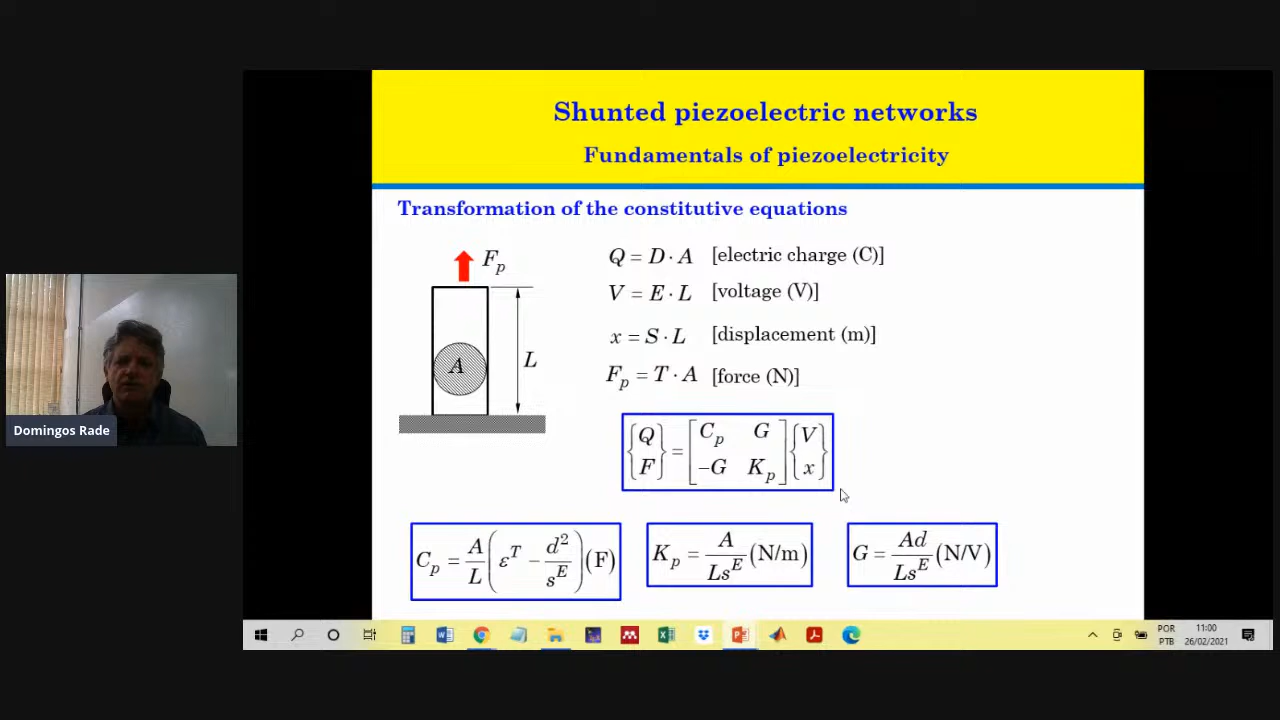 Shunted piezoelectric networks
Fundamentals of piezoelectricity
Transformation of the constitutive equations
F_p
A
L
Q = D · A [electric charge (C)]
V = E · L [voltage (V)]
x = S · L [displacement (m)]
F_p = T · A [force (N)]
{Q F} = [C_p G −G K_p] {V x}
C_p = A/L (ε^T − d^2/s^E) (F)
K_p = A/(Ls^E) (N/m)
G = Ad/(Ls^E) (N/V)
Domingos Rade
POR
PTB
11:00
26/02/2021